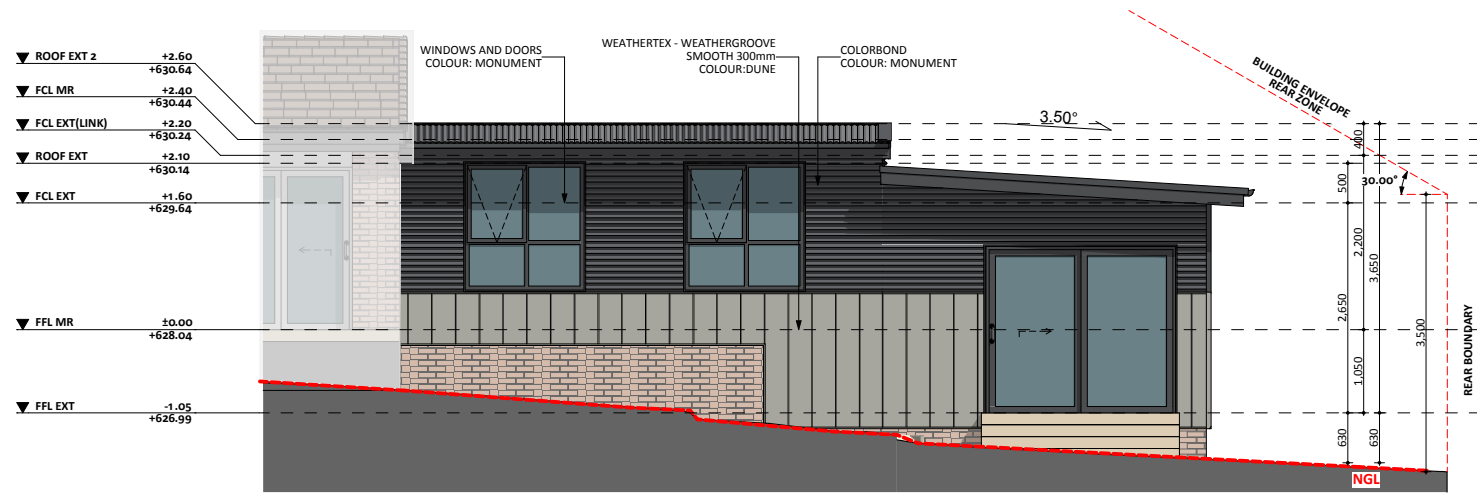 ROOF EXT 2 +2.60
+630.64
FCL MR +2.40
+630.44
FCL EXT(LINK) +2.20
+630.24
ROOF EXT +2.10
+630.14
FCL EXT +1.60
+629.64
FFL MR ±0.00
+628.04
FFL EXT -1.05
+626.99
WINDOWS AND DOORS
COLOUR: MONUMENT
WEATHERTEX - WEATHERGROOVE
SMOOTH 300mm
COLOUR:DUNE
COLORBOND
COLOUR: MONUMENT
3.50°
BUILDING ENVELOPE
REAR ZONE
30.00°
400
500
2,200
3,650
2,650
3,500
1,050
630
630
REAR BOUNDARY
NGL